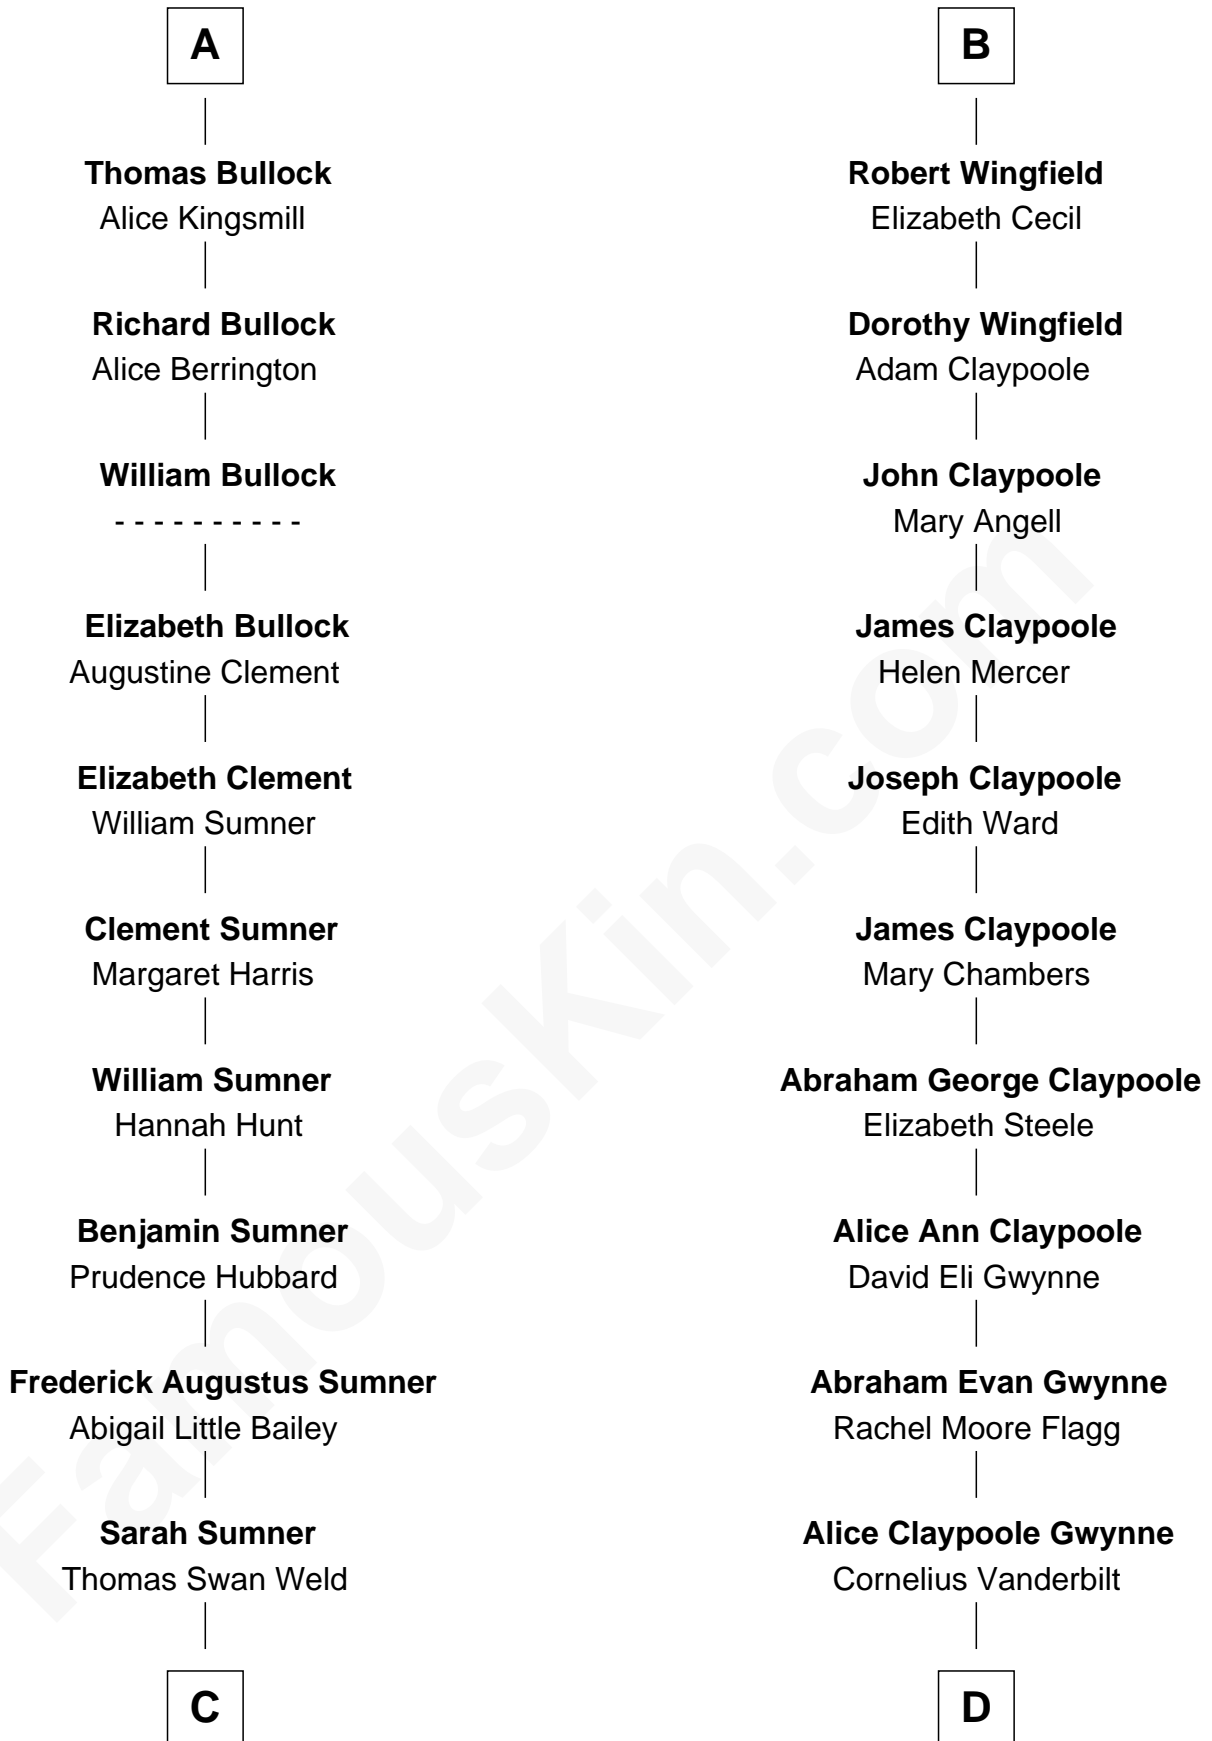 A
Thomas Bullock
Alice Kingsmill
Richard Bullock
Alice Berrington
William Bullock
- - - - - - - - - -
Elizabeth Bullock
Augustine Clement
Elizabeth Clement
William Sumner
Clement Sumner
Margaret Harris
William Sumner
Hannah Hunt
Benjamin Sumner
Prudence Hubbard
Frederick Augustus Sumner
Abigail Little Bailey
Sarah Sumner
Thomas Swan Weld
C
B
Robert Wingfield
Elizabeth Cecil
Dorothy Wingfield
Adam Claypoole
John Claypoole
Mary Angell
James Claypoole
Helen Mercer
Joseph Claypoole
Edith Ward
James Claypoole
Mary Chambers
Abraham George Claypoole
Elizabeth Steele
Alice Ann Claypoole
David Eli Gwynne
Abraham Evan Gwynne
Rachel Moore Flagg
Alice Claypoole Gwynne
Cornelius Vanderbilt
D
FamousKin.com